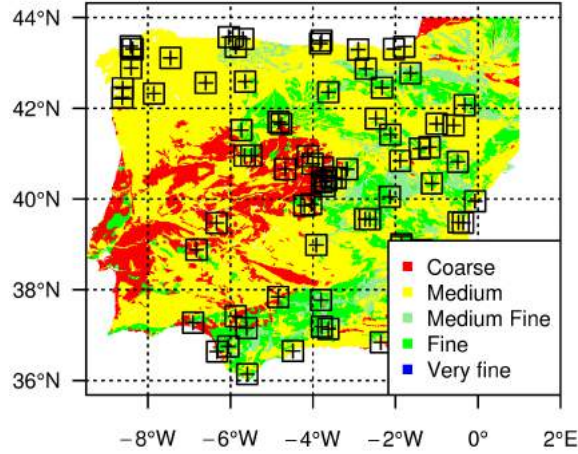 44°N
42°N
40°N
38°N
36°N
Coarse
Medium
Medium Fine
Fine
Very fine
−8°W −6°W −4°W −2°W 0° 2°E